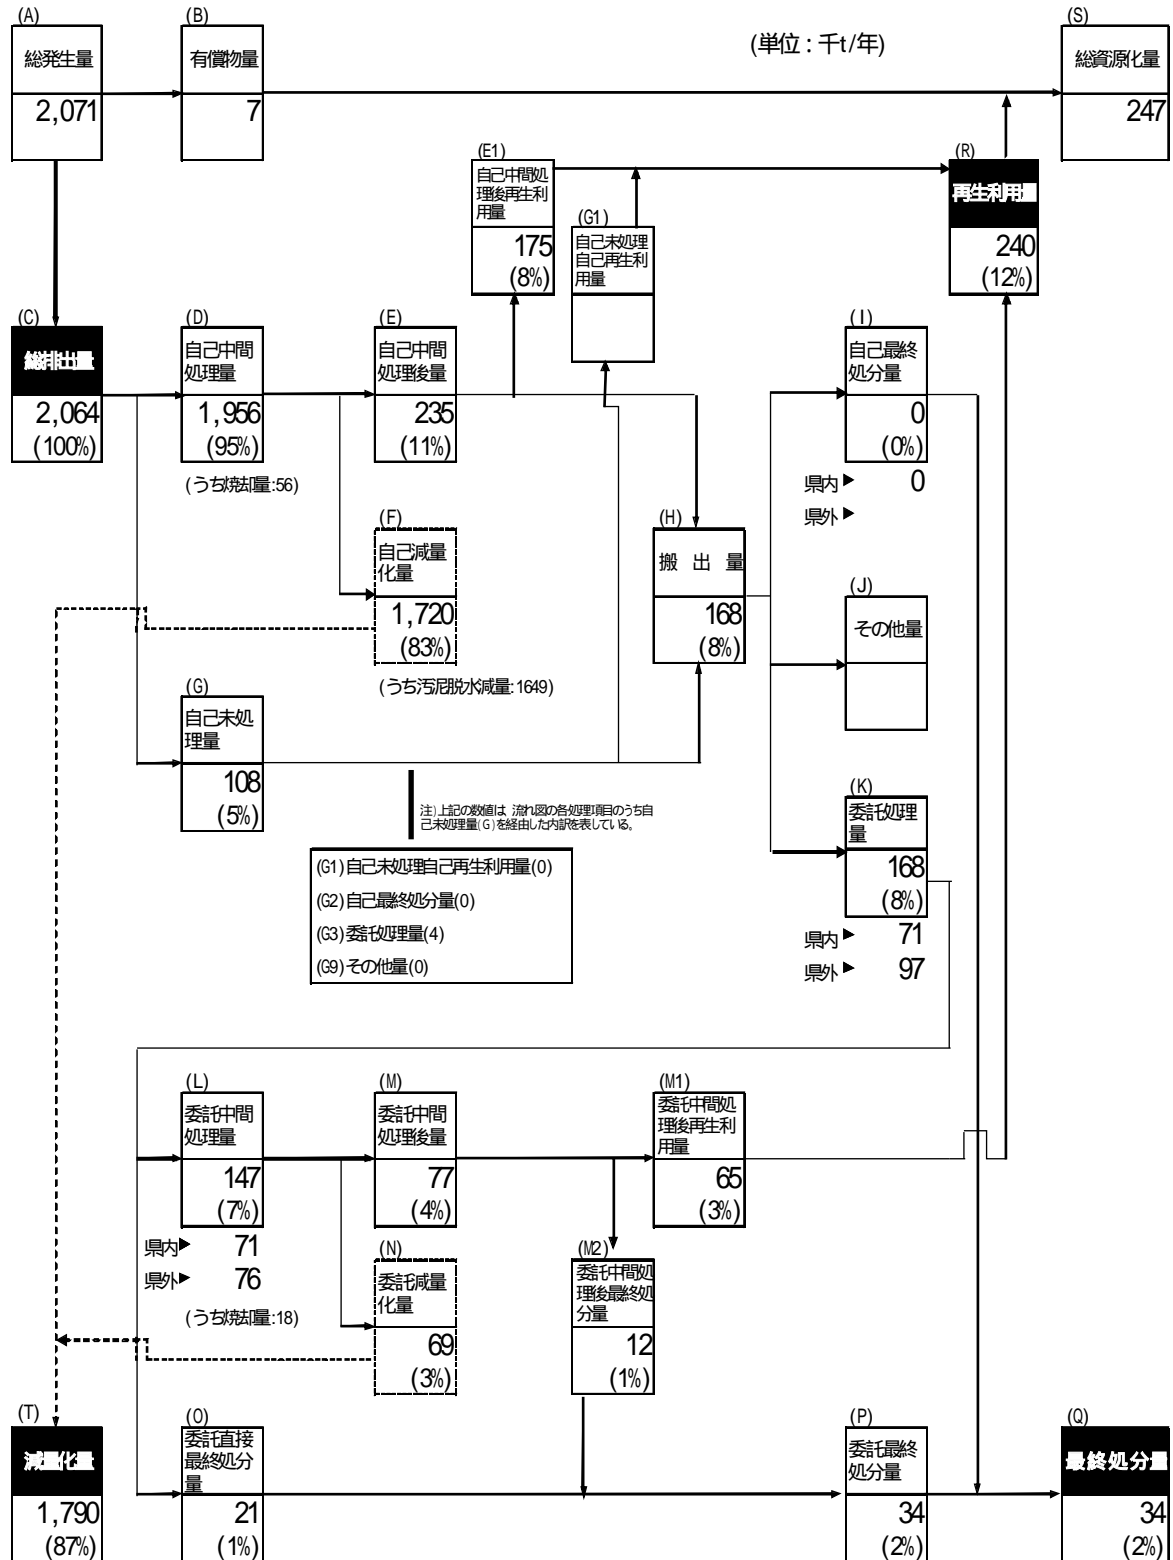 (A)
総発生量
2,071
(B)
有償物量
7
(単位:千t/年)
(S)
総資源化量
247
(E1)
自己中間処
理後再生利
用量
175
(8%)
(G1)
自己未処理
自己再生利
用量
(R)
再生利用量
240
(12%)
(C)
総排出量
2,064
(100%)
(D)
自己中間
処理量
1,956
(95%)
(うち焼却量:56)
(E)
自己中間
処理後量
235
(11%)
(I)
自己最終
処分量
0
(0%)
県内▶ 0
県外▶
(F)
自己減量
化量
1,720
(83%)
(うち汚泥脱水減量:1649)
(H)
搬 出 量
168
(8%)
(J)
その他量
(G)
自己未処
理量
108
(5%)
注)上記の数値は 流れ図の各処理項目のうち自
己未処理量(G)を経由した内訳を表している。
(G1)自己未処理自己再生利用量(0)
(G2)自己最終処分量(0)
(G3)委託処理量(4)
(G9)その他量(0)
(K)
委託処理
量
168
(8%)
県内▶ 71
県外▶ 97
(L)
委託中間
処理量
147
(7%)
県内▶ 71
県外▶ 76
(うち焼却量:18)
(M)
委託中間
処理後量
77
(4%)
(M1)
委託中間処
理後再生利
用量
65
(3%)
(N)
委託減量
化量
69
(3%)
(M2)
委託中間処
理後最終処
分量
12
(1%)
(T)
減量化量
1,790
(87%)
(O)
委託直接
最終処分
量
21
(1%)
(P)
委託最終
処分量
34
(2%)
(Q)
最終処分量
34
(2%)